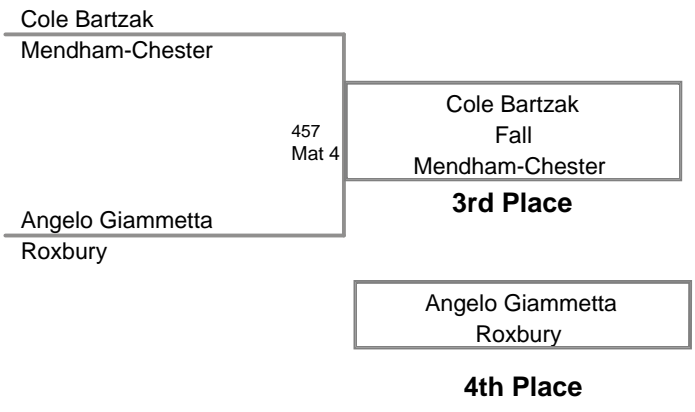 Cole Bartzak
Mendham-Chester
457
Mat 4
Cole Bartzak
Fall
Mendham-Chester
3rd Place
Angelo Giammetta
Roxbury
Angelo Giammetta
Roxbury
4th Place